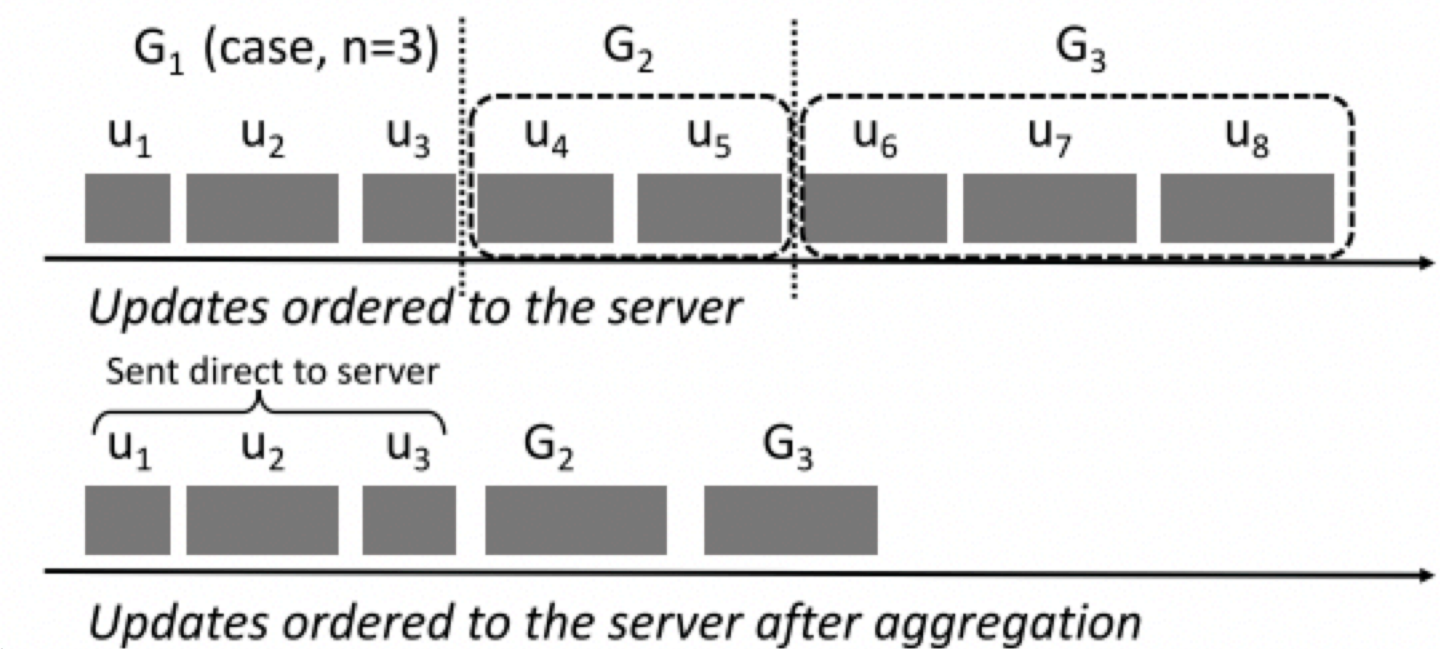 G₁ (case, n=3) G₂ G₃
u₁ u₂ u₃ u₄ u₅ u₆ u₇ u₈
Updates ordered to the server
Sent direct to server
u₁ u₂ u₃ G₂ G₃
Updates ordered to the server after aggregation